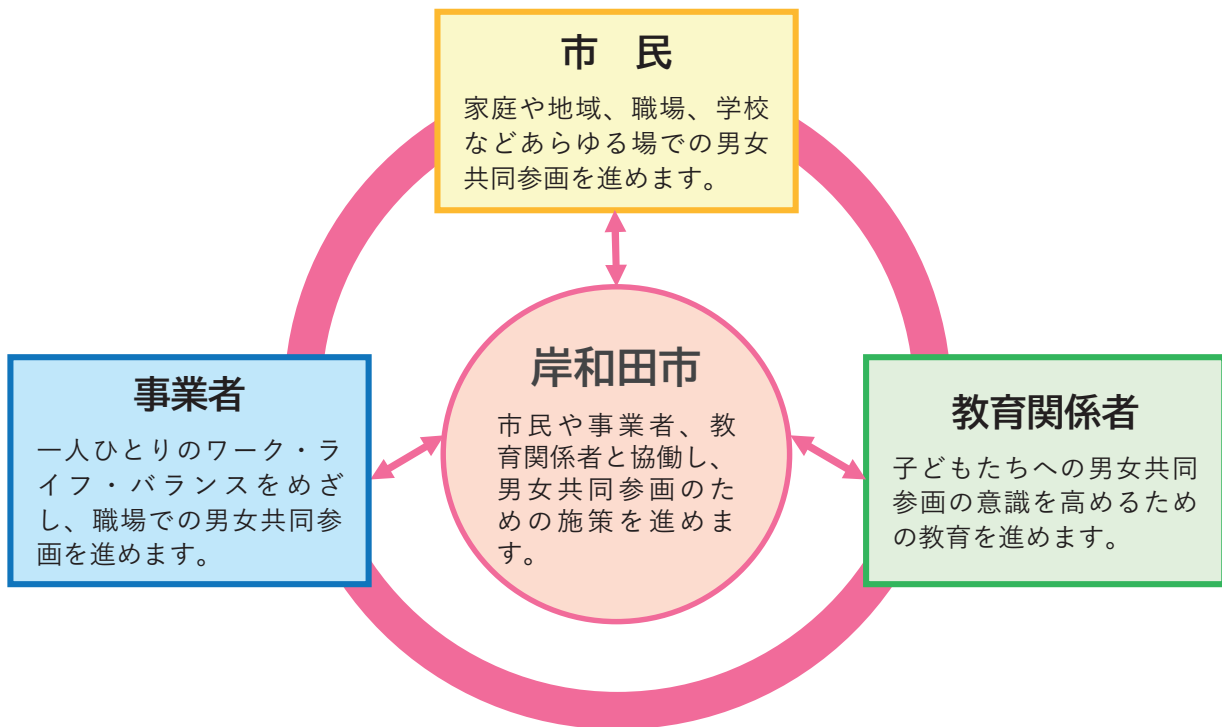 市　民
家庭や地域、職場、学校
などあらゆる場での男女
共同参画を進めます。
岸和田市
市民や事業者、教
育関係者と協働し、
男女共同参画のた
めの施策を進めま
す。
事業者
一人ひとりのワーク・ラ
イフ・バランスをめざ
し、職場での男女共同参
画を進めます。
教育関係者
子どもたちへの男女共同
参画の意識を高めるため
の教育を進めます。